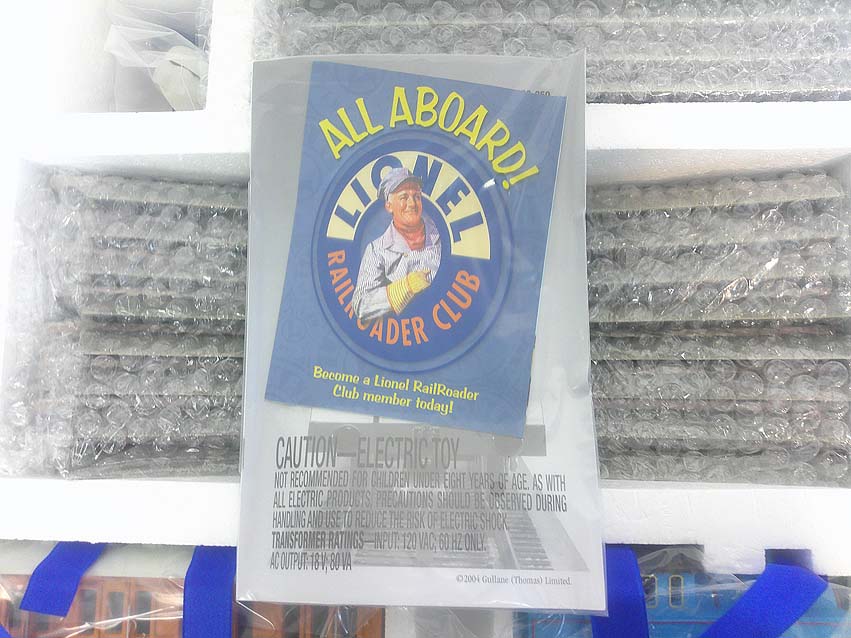 ALL ABOARD!
LIONEL
RAILROADER CLUB
Become a Lionel RailRoader
Club member today!
CAUTION—ELECTRIC TOY
NOT RECOMMENDED FOR CHILDREN UNDER EIGHT YEARS OF AGE. AS WITH
ALL ELECTRIC PRODUCTS, PRECAUTIONS SHOULD BE OBSERVED DURING
HANDLING AND USE TO REDUCE THE RISK OF ELECTRIC SHOCK.
TRANSFORMER RATINGS—INPUT: 120 VAC; 60 HZ ONLY.
AC OUTPUT: 18 V, 80 VA
©2004 Gullane (Thomas) Limited.